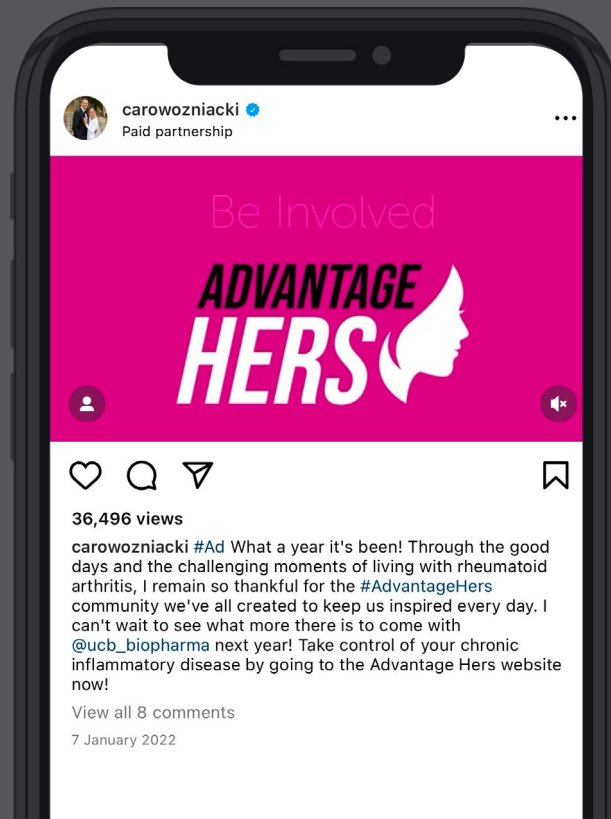 carowozniacki
Paid partnership
Be Involved
ADVANTAGE
HERS
36,496 views
carowozniacki #Ad What a year it's been! Through the good
days and the challenging moments of living with rheumatoid
arthritis, I remain so thankful for the #AdvantageHers
community we've all created to keep us inspired every day. I
can't wait to see what more there is to come with
@ucb_biopharma next year! Take control of your chronic
inflammatory disease by going to the Advantage Hers website
now!
View all 8 comments
7 January 2022